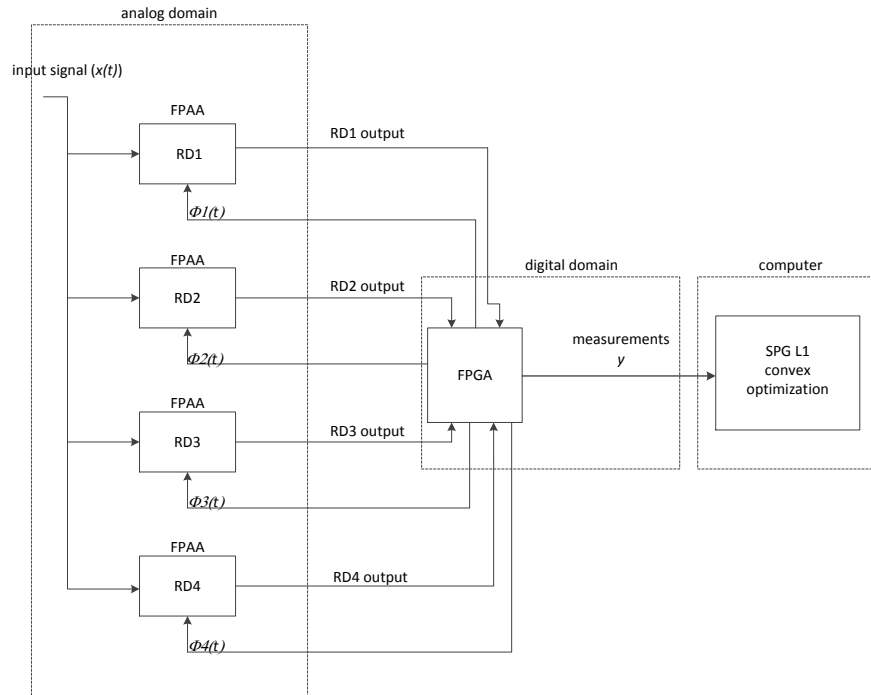 analog domain
input signal (x(t))
FPAA
RD1
RD1 output
Φ1(t)
FPAA
RD2
RD2 output
Φ2(t)
digital domain
computer
FPGA
measurements
y
SPG L1
convex
optimization
FPAA
RD3
RD3 output
Φ3(t)
FPAA
RD4
RD4 output
Φ4(t)